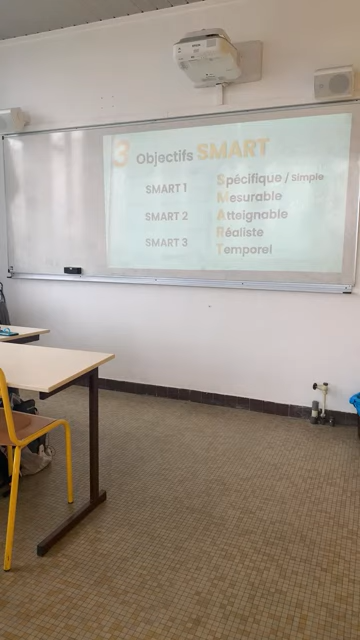 3 Objectifs SMART
SMART 1
SMART 2
SMART 3
Spécifique / Simple
Mesurable
Atteignable
Réaliste
Temporel